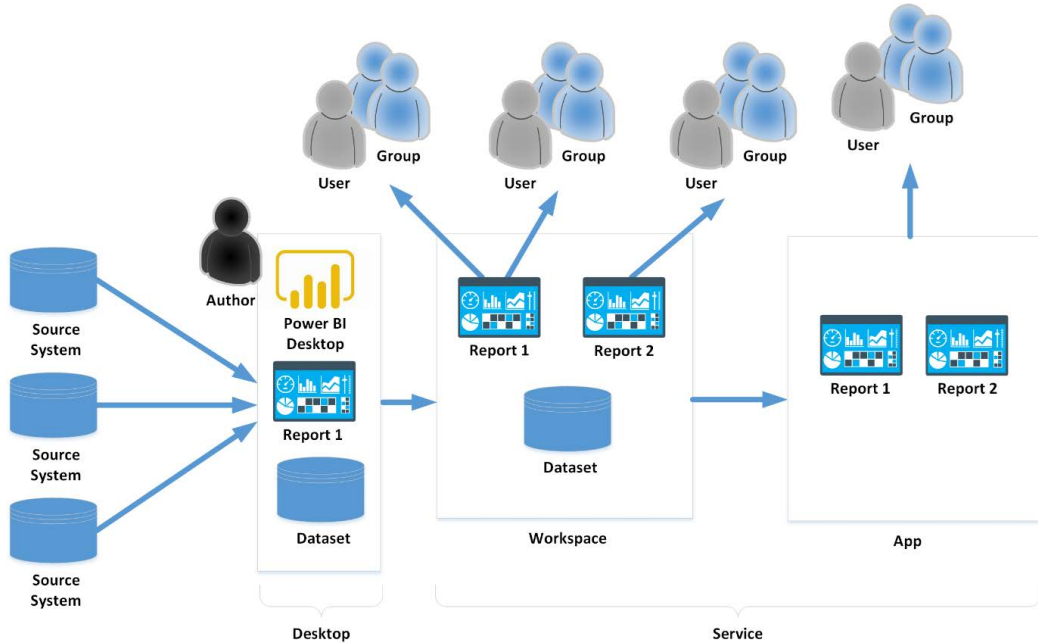 Group
User
Group
User
Group
User
Group
User
Author
Power BI
Desktop
Source
System
Report 1
Report 2
Report 1
Report 2
Report 1
Source
System
Dataset
Dataset
Workspace
App
Source
System
Desktop
Service